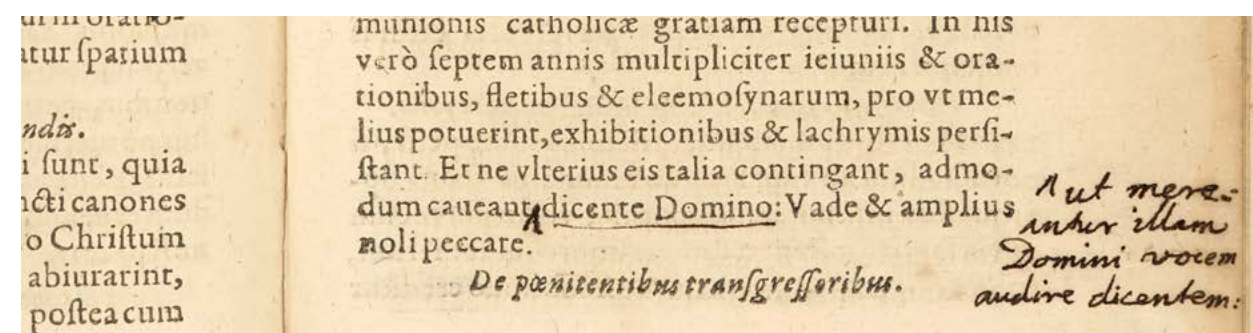 atur ſpatium
ndis.
i ſunt, quia
ncti canones
o Chriſtum
abiurarint,
poſtea cum
munionis catholicæ gratiam recepturi. In his
verò ſeptem annis multipliciter ieiuniis & ora-
tionibus, fletibus & eleemoſynarum, pro vt me-
lius potuerint, exhibitionibus & lachrymis perſi-
ſtant. Et ne vlterius eis talia contingant, admo-
dum caueant, dicente Domino: Vade & amplius
noli peccare.
De pœnitentibus tranſgreſſoribus.
ut mere-
antur illam
Domini vocem
audire dicentem: